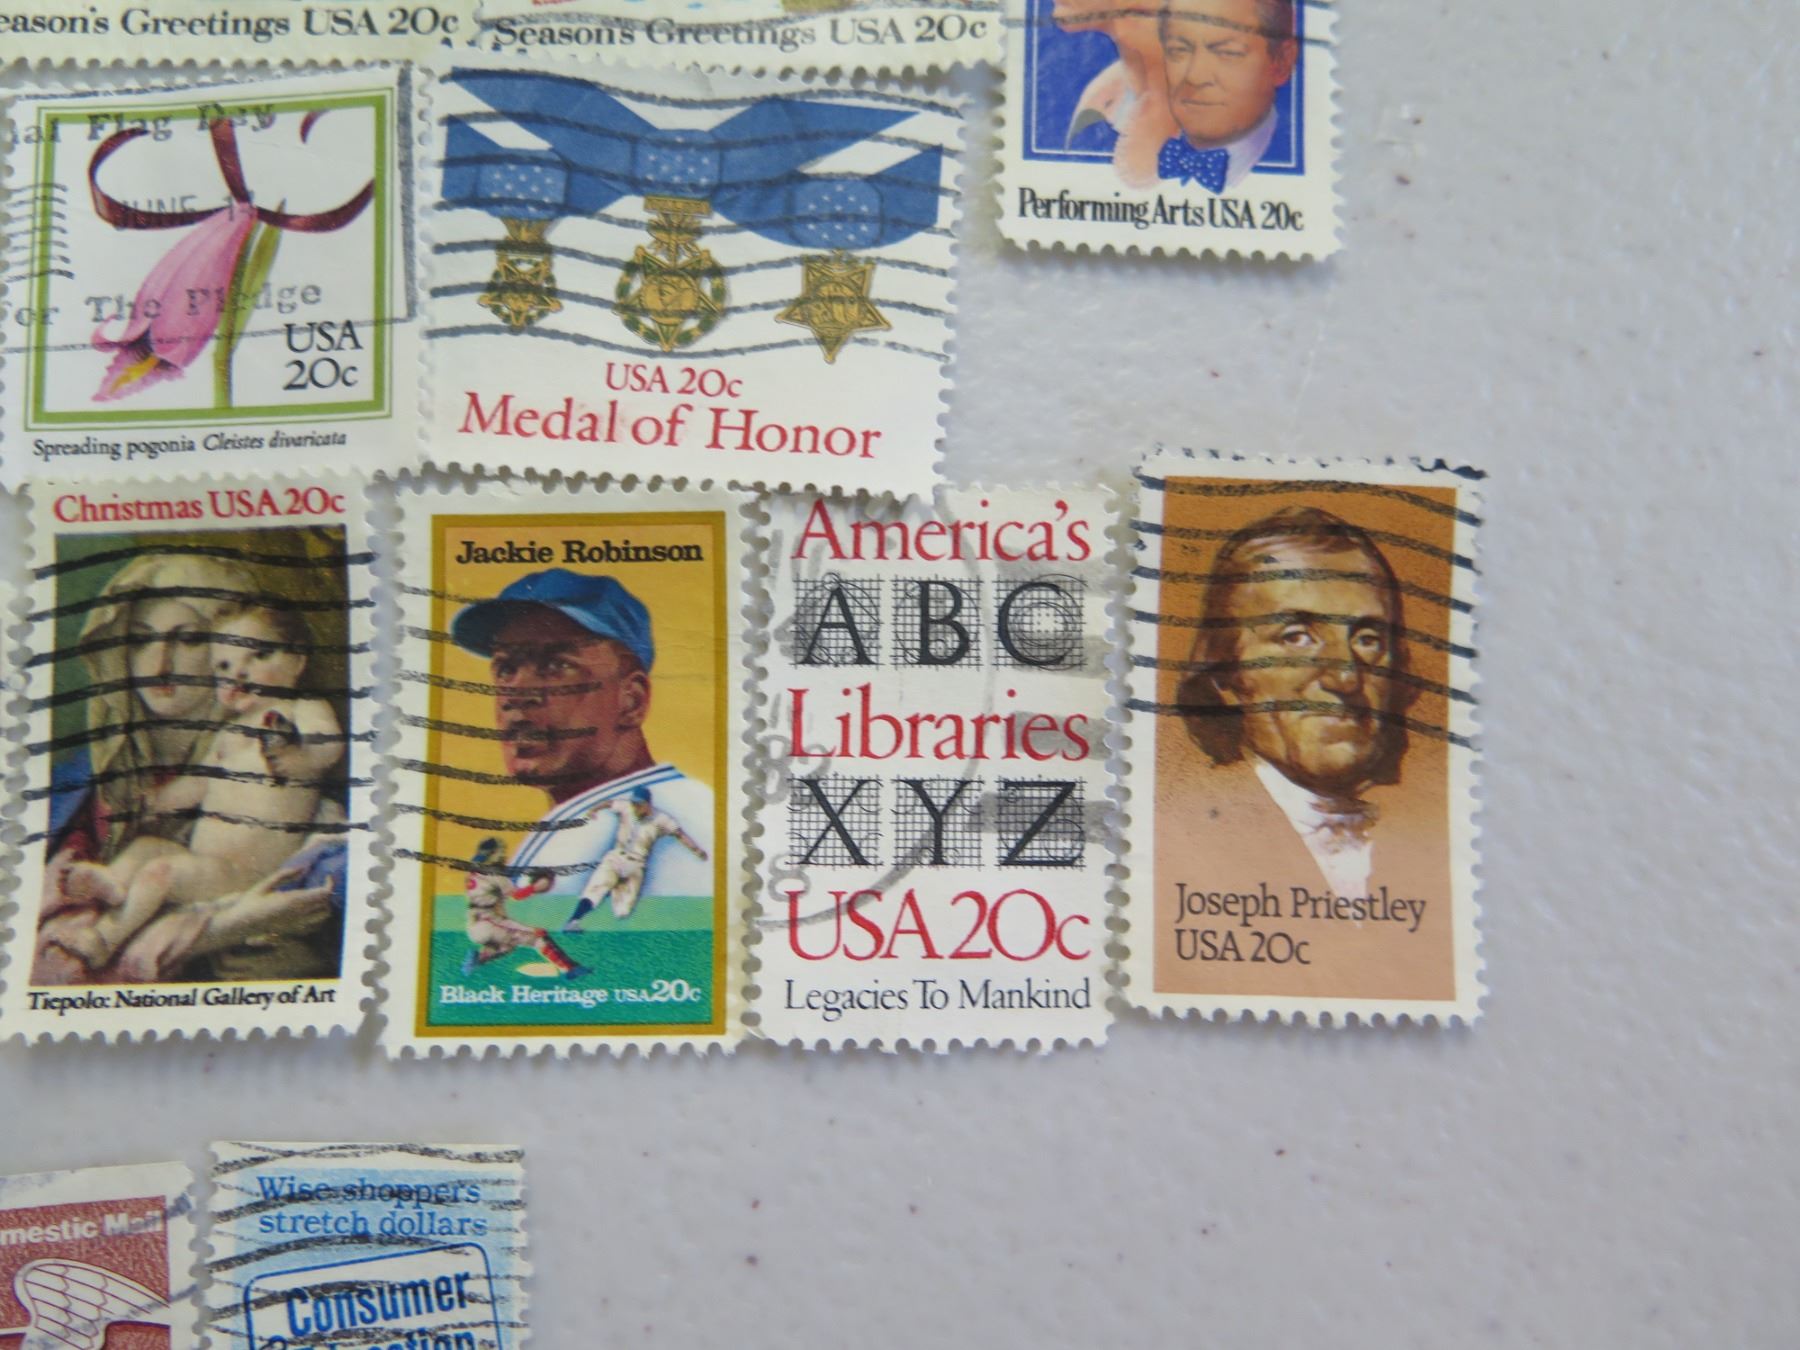 eason's Greetings USA 20c
Season's Greetings USA 20c
Performing Arts USA 20c
Flag Day
JUNE 1
or The Pledge
USA
20c
Spreading pogonia Cleistes divaricata
USA 20c
Medal of Honor
Christmas USA 20c
Tiepolo: National Gallery of Art
Jackie Robinson
Black Heritage USA 20c
America's
A B C
Libraries
X Y Z
USA 20c
Legacies To Mankind
Joseph Priestley
USA 20c
mestic Mail
Wise shoppers
stretch dollars
Consumer